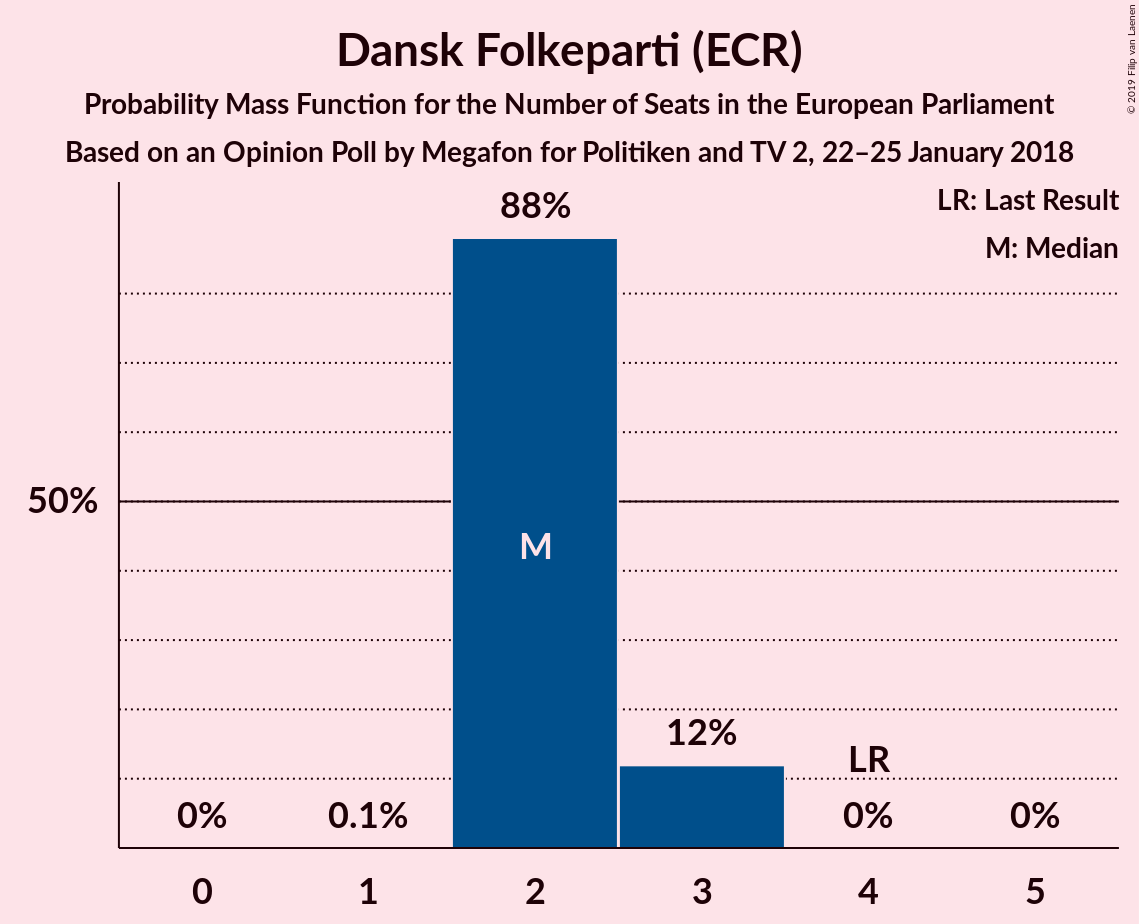 Dansk Folkeparti (ECR)
Probability Mass Function for the Number of Seats in the European Parliament
Based on an Opinion Poll by Megafon for Politiken and TV 2, 22–25 January 2018
© 2019 Filip van Laenen
LR: Last Result
M: Median
88%
50%
M
12%
LR
0% 0.1% 0% 0%
0 1 2 3 4 5